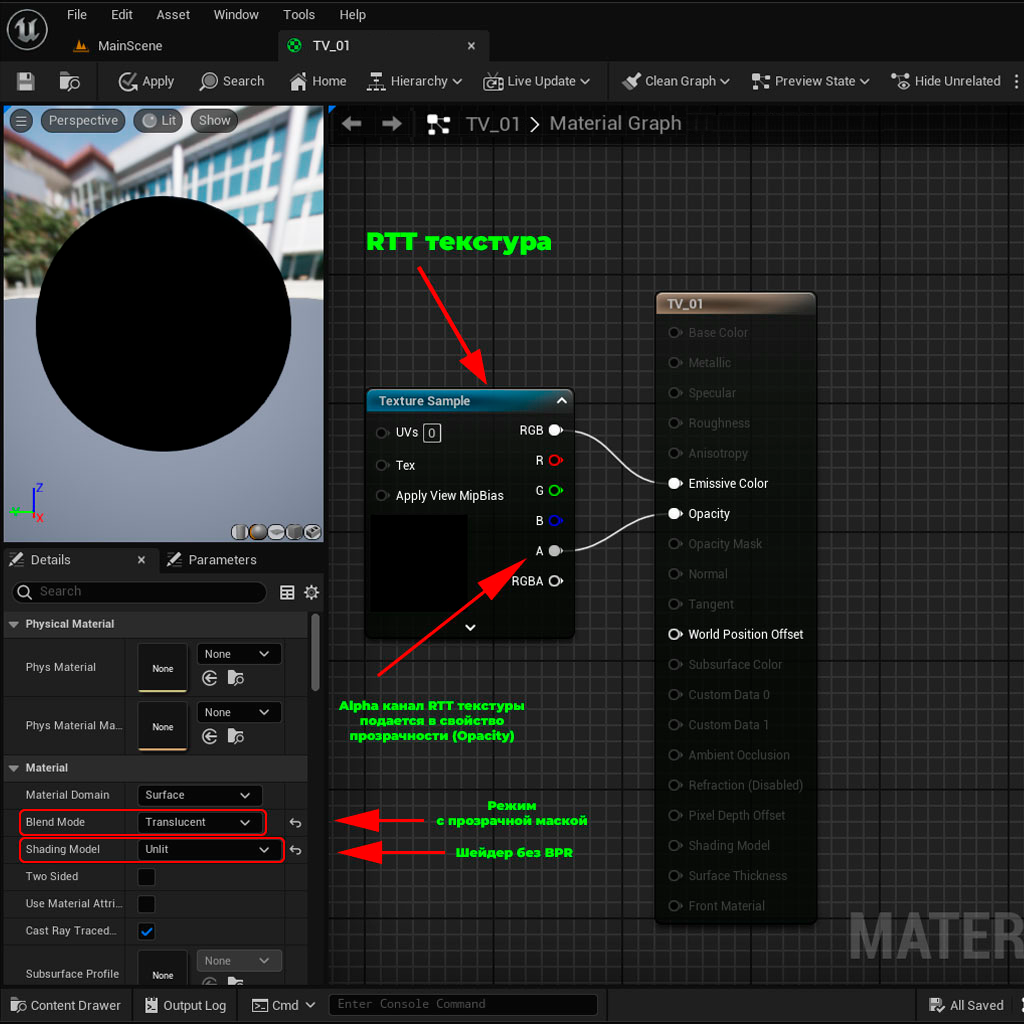 File Edit Asset Window Tools Help
MainScene
TV_01
Apply
Search
Home
Hierarchy
Live Update
Clean Graph
Preview State
Hide Unrelated
Perspective
Lit
Show
TV_01 > Material Graph
RTT текстура
Texture Sample
UVs 0
Tex
Apply View MipBias
RGB
R
G
B
A
RGBA
TV_01
Base Color
Metallic
Specular
Roughness
Anisotropy
Emissive Color
Opacity
Opacity Mask
Normal
Tangent
World Position Offset
Subsurface Color
Custom Data 0
Custom Data 1
Ambient Occlusion
Refraction (Disabled)
Pixel Depth Offset
Shading Model
Surface Thickness
Front Material
Alpha канал RTT текстуры
подается в свойство
прозрачности (Opacity)
Режим
с прозрачной маской
Шейдер без BPR
Z
X
Details
Parameters
Search
Physical Material
Phys Material
None
None
Phys Material Ma...
None
None
Material
Material Domain
Surface
Blend Mode
Translucent
Shading Model
Unlit
Two Sided
Use Material Attri...
Cast Ray Traced...
Subsurface Profile
None
None
MATER
Content Drawer
Output Log
Cmd
Enter Console Command
All Saved